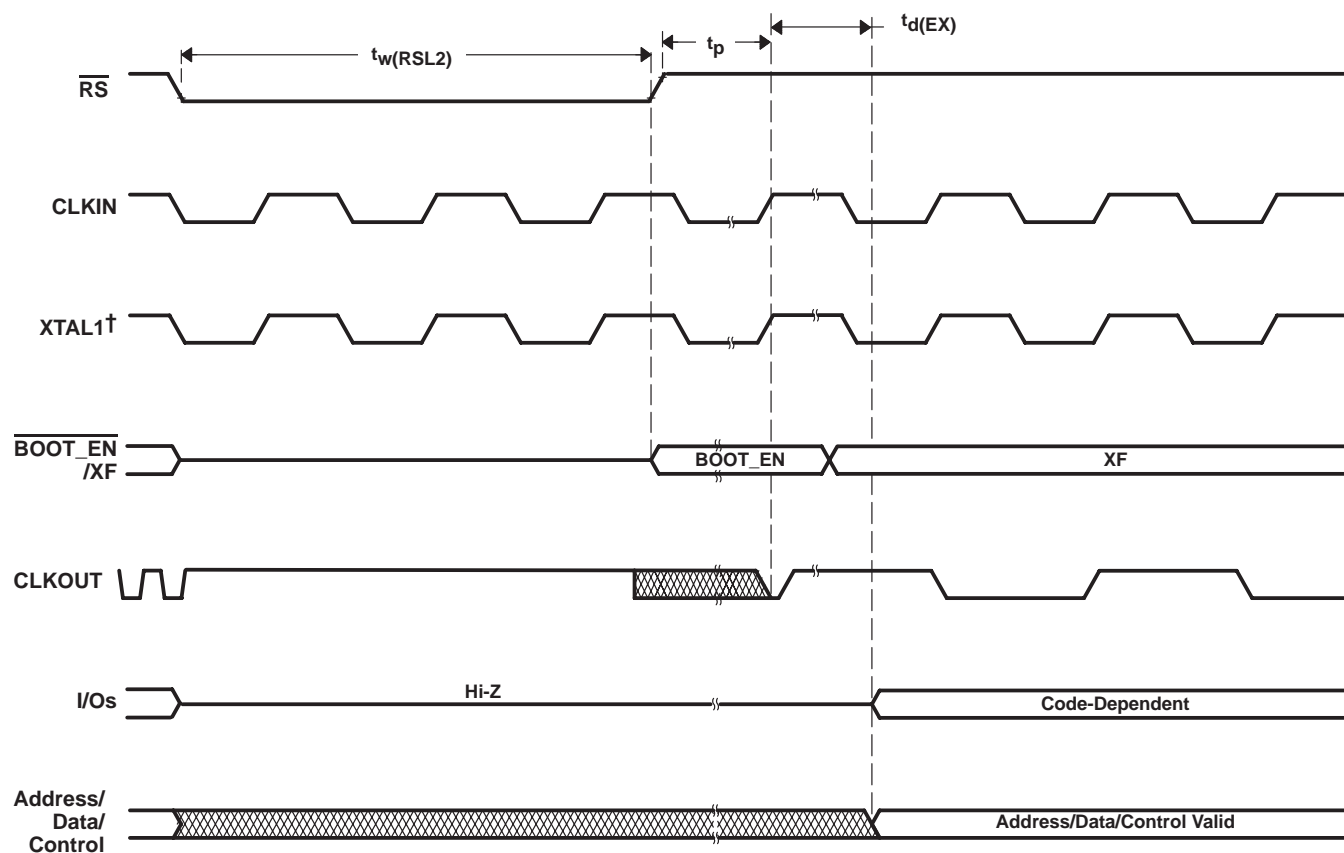 td(EX)
tw(RSL2)
tp
RS
CLKIN
XTAL1†
BOOT_EN
/XF
BOOT_EN
XF
CLKOUT
I/Os
Hi-Z
Code-Dependent
Address/
Data/
Control
Address/Data/Control Valid